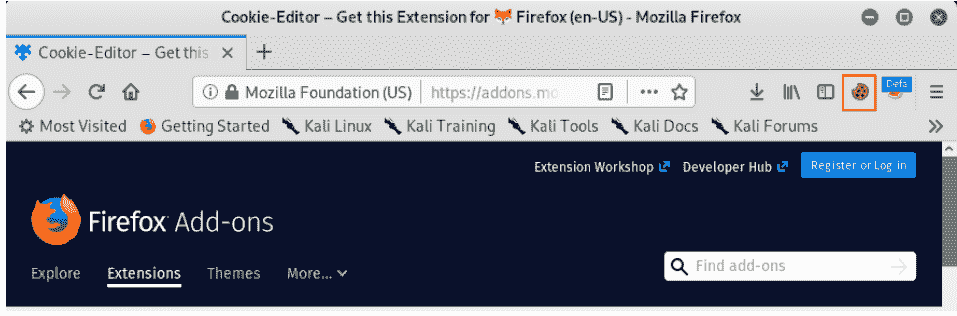 Cookie-Editor – Get this Extension for Firefox (en-US) - Mozilla Firefox
Cookie-Editor – Get this
Mozilla Foundation (US) https://addons.mo
Beta
Most Visited Getting Started Kali Linux Kali Training Kali Tools Kali Docs Kali Forums
Extension Workshop Developer Hub Register or Log in
Firefox Add-ons
Explore Extensions Themes More...
Find add-ons